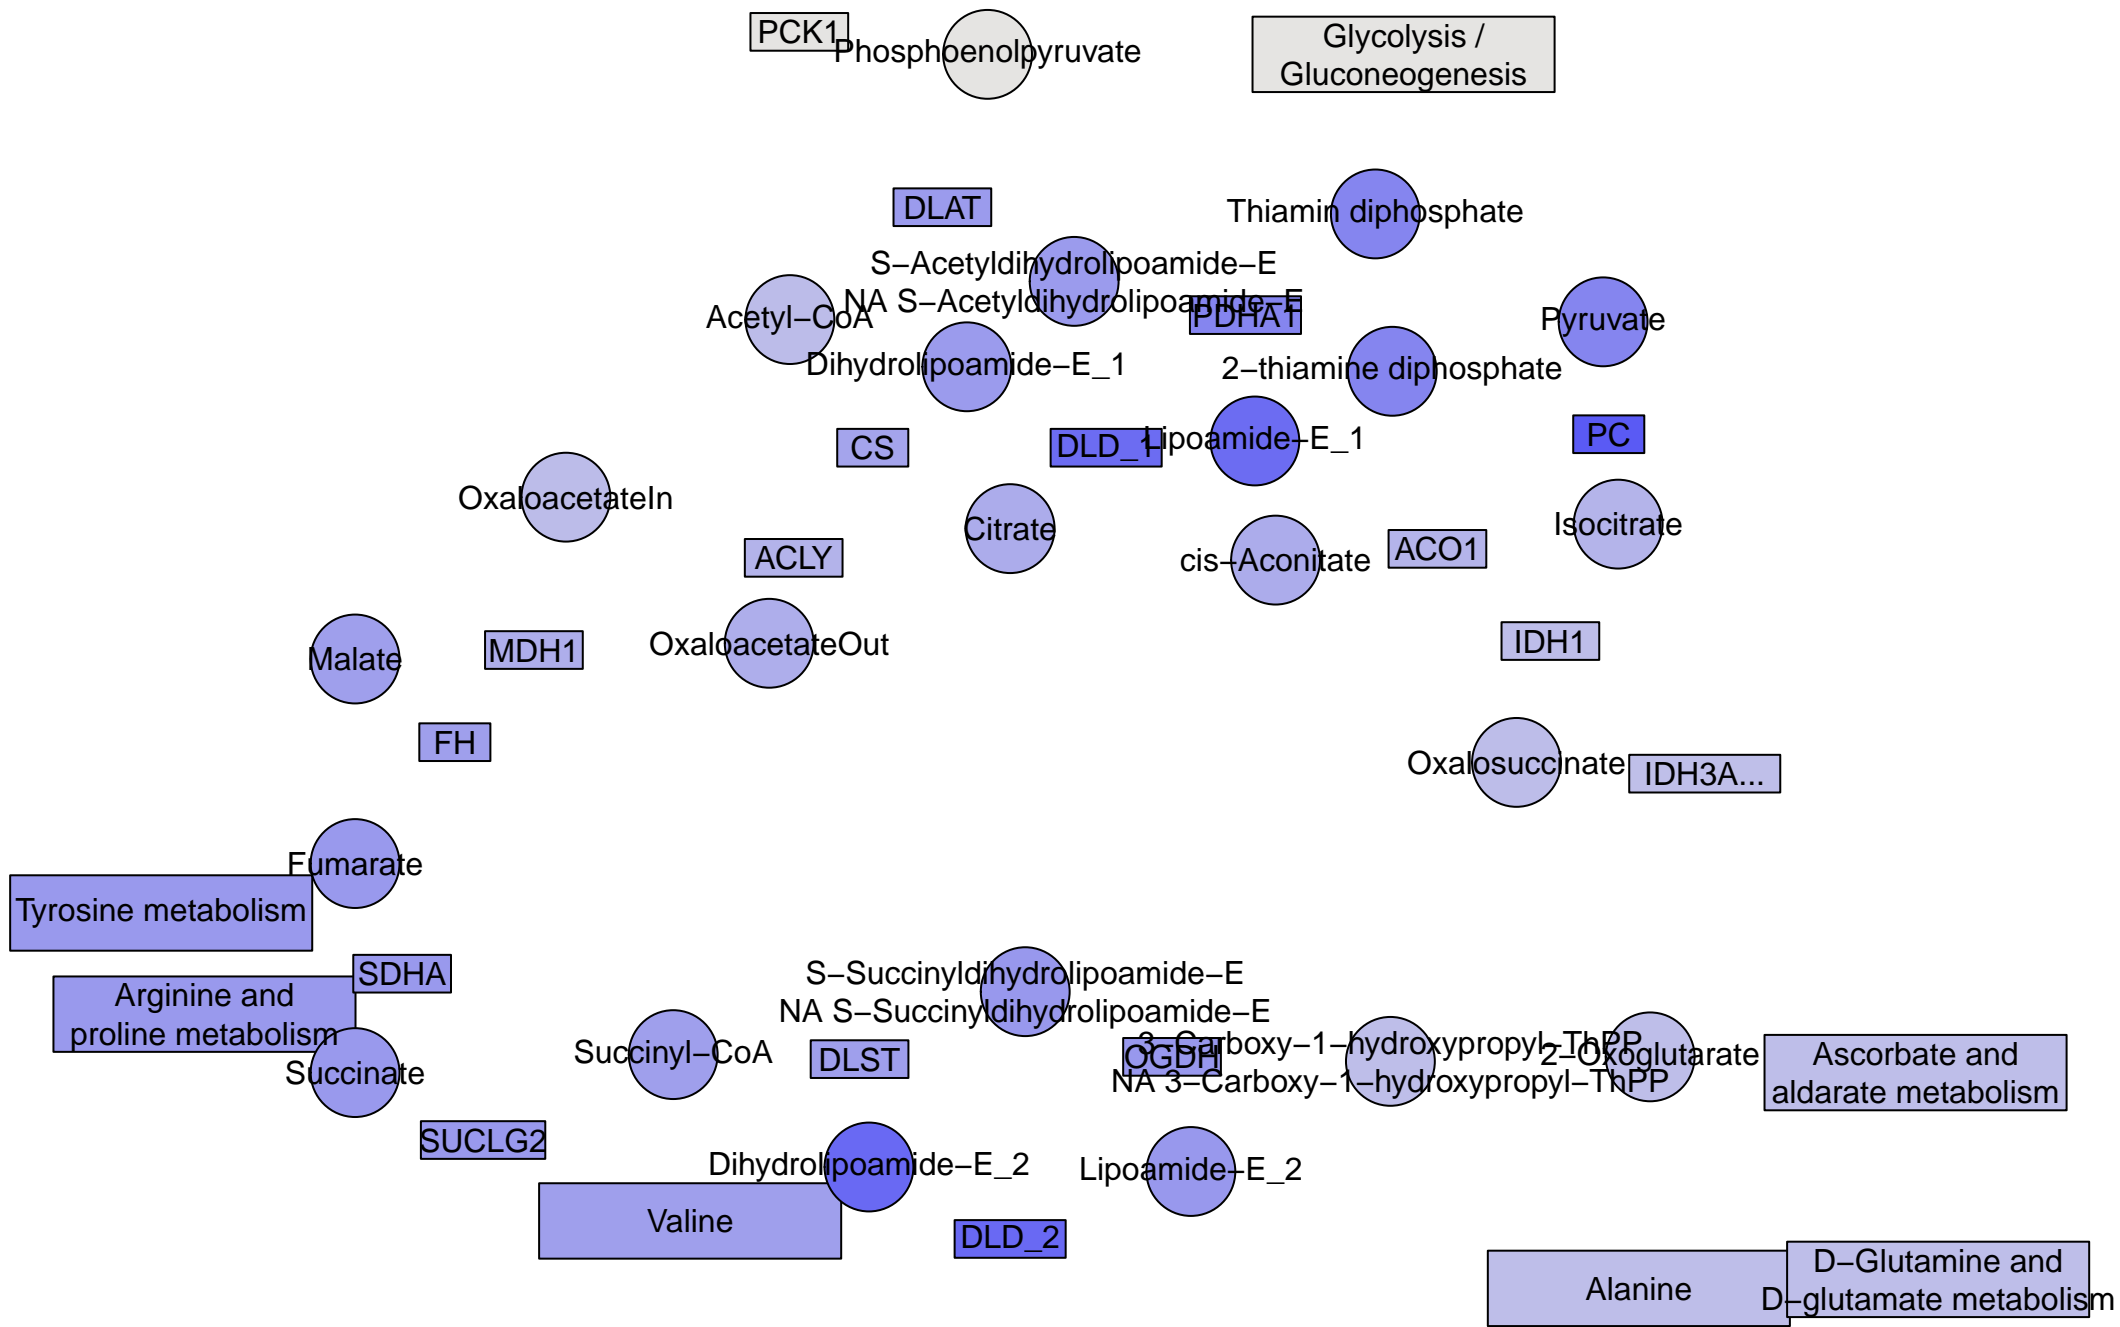 PCK1
Phosphoenolpyruvate
Glycolysis /
Gluconeogenesis
DLAT
Thiamin diphosphate
S−Acetyldihydrolipoamide−E
NA S−Acetyldihydrolipoamide−E
Acetyl−CoA
PDHA1
Pyruvate
Dihydrolipoamide−E_1
2−thiamine diphosphate
CS
DLD_1
Lipoamide−E_1
PC
OxaloacetateIn
Citrate
Isocitrate
ACLY
cis−Aconitate
ACO1
Malate
MDH1
OxaloacetateOut
IDH1
FH
Oxalosuccinate
IDH3A...
Fumarate
Tyrosine metabolism
SDHA
Arginine and
proline metabolism
S−Succinyldihydrolipoamide−E
NA S−Succinyldihydrolipoamide−E
Succinate
Succinyl−CoA
DLST
OGDH
3−Carboxy−1−hydroxypropyl−ThPP
NA 3−Carboxy−1−hydroxypropyl−ThPP
2−Oxoglutarate
Ascorbate and
aldarate metabolism
SUCLG2
Dihydrolipoamide−E_2
Lipoamide−E_2
Valine
DLD_2
Alanine
D−Glutamine and
D−glutamate metabolism